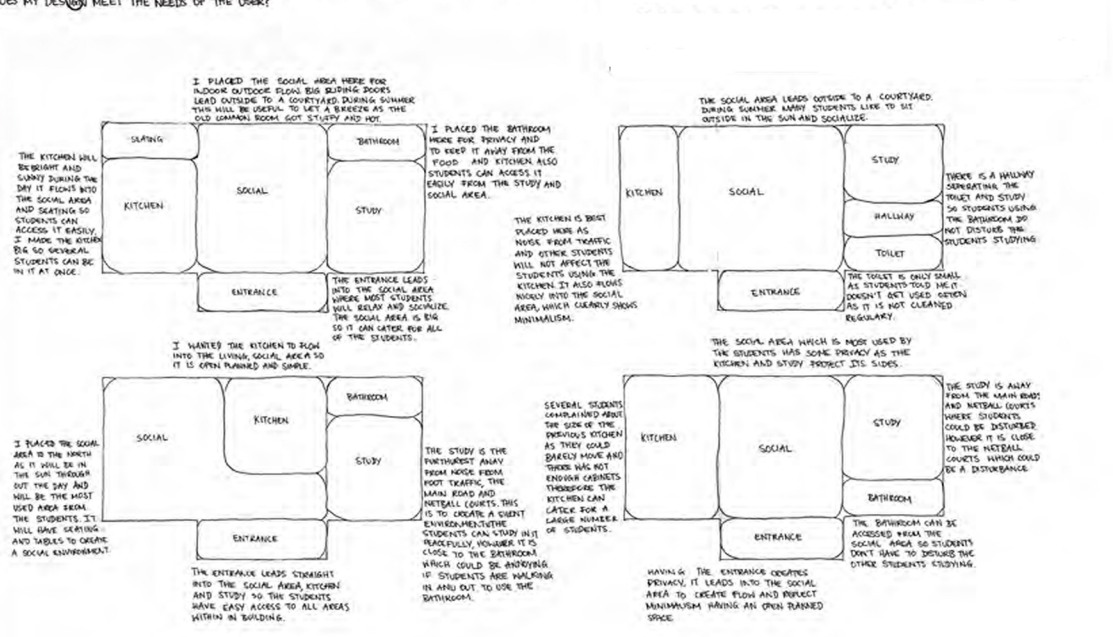 MY DESIGN MEET THE NEEDS OF THE USER?
I PLACED THE SOCIAL AREA HERE FOR
INDOOR OUTDOOR FLOW. BIG SLIDING DOORS
LEAD OUTSIDE TO A COURTYARD. DURING SUMMER
THIS WILL BE USEFUL TO LET A BREEZE AS THE
OLD COMMON ROOM GOT STUFFY AND HOT.
THE KITCHEN WILL
BE BRIGHT AND
SUNNY DURING THE
DAY IT FLOWS INTO
THE SOCIAL AREA
AND SEATING SO
STUDENTS CAN
ACCESS IT EASILY.
I MADE THE KITCHEN
BIG SO SEVERAL
STUDENTS CAN BE
IN IT AT ONCE.
SEATING
KITCHEN
SOCIAL
BATHROOM
STUDY
ENTRANCE
I PLACED THE BATHROOM
HERE FOR PRIVACY AND
TO KEEP IT AWAY FROM THE
FOOD AND KITCHEN. ALSO
STUDENTS CAN ACCESS IT
EASILY FROM THE STUDY AND
SOCIAL AREA.
THE ENTRANCE LEADS
INTO THE SOCIAL AREA
WHERE MOST STUDENTS
WILL RELAX AND SOCIALIZE.
THE SOCIAL AREA IS BIG
SO IT CAN CATER FOR ALL
OF THE STUDENTS.
THE SOCIAL AREA LEADS OUTSIDE TO A COURTYARD.
DURING SUMMER MANY STUDENTS LIKE TO SIT
OUTSIDE IN THE SUN AND SOCIALIZE.
KITCHEN
SOCIAL
STUDY
HALLWAY
TOILET
ENTRANCE
THE KITCHEN IS BEST
PLACED HERE AS
NOISE FROM TRAFFIC
AND OTHER STUDENTS
WILL NOT AFFECT THE
STUDENTS USING THE
KITCHEN. IT ALSO FLOWS
NICELY INTO THE SOCIAL
AREA, WHICH CLEARLY SHOWS
MINIMALISM.
THERE IS A HALLWAY
SEPERATING THE
TOILET AND STUDY
SO STUDENTS USING
THE BATHROOM DO
NOT DISTURB THE
STUDENTS STUDYING.
THE TOILET IS ONLY SMALL
AS STUDENTS TOLD ME IT
DOESN'T GET USED OFTEN
AS IT IS NOT CLEANED
REGULARY.
I WANTED THE KITCHEN TO FLOW
INTO THE LIVING, SOCIAL AREA SO
IT IS OPEN PLANNED AND SIMPLE.
I PLACED THE SOCIAL
AREA TO THE NORTH
AS IT WILL BE IN
THE SUN THROUGH
OUT THE DAY AND
WILL BE THE MOST
USED AREA FROM
THE STUDENTS. IT
WILL HAVE SEATING
AND TABLES TO CREATE
A SOCIAL ENVIRONMENT.
SOCIAL
KITCHEN
BATHROOM
STUDY
ENTRANCE
THE STUDY IS THE
FURTHUREST AWAY
FROM NOISE FROM
FOOT TRAFFIC, THE
MAIN ROAD AND
NETBALL COURTS. THIS
IS TO CREATE A SILENT
ENVIRONMENT. THE
STUDENTS CAN STUDY IN IT
PEACEFULLY, HOWEVER IT IS
CLOSE TO THE BATHROOM
WHICH COULD BE ANNOYING
IF STUDENTS ARE WALKING
IN AND OUT TO USE THE
BATHROOM.
THE ENTRANCE LEADS STRAIGHT
INTO THE SOCIAL AREA, KITCHEN
AND STUDY SO THE STUDENTS
HAVE EASY ACCESS TO ALL AREAS
WITHIN IN BUILDING.
THE SOCIAL AREA WHICH IS MOST USED BY
THE STUDENTS HAS SOME PRIVACY AS THE
KITCHEN AND STUDY PROTECT ITS SIDES.
SEVERAL STUDENTS
COMPLAINED ABOUT
THE SIZE OF THE
PREVIOUS KITCHEN
AS THEY COULD
BARELY MOVE AND
THERE WAS NOT
ENOUGH CABINETS
THEREFORE THE
KITCHEN CAN
CATER FOR A
LARGE NUMBER
OF STUDENTS.
KITCHEN
SOCIAL
STUDY
BATHROOM
ENTRANCE
THE STUDY IS AWAY
FROM THE MAIN ROAD
AND NETBALL COURTS
WHERE STUDENTS
COULD BE DISTURBED.
HOWEVER IT IS CLOSE
TO THE NETBALL
COURTS WHICH COULD
BE A DISTURBANCE
THE BATHROOM CAN BE
ACCESSED FROM THE
SOCIAL AREA SO STUDENTS
DON'T HAVE TO DISTURB THE
OTHER STUDENTS STUDYING.
HAVING THE ENTRANCE CREATES
PRIVACY. IT LEADS INTO THE SOCIAL
AREA TO CREATE FLOW AND REFLECT
MINIMALISM HAVING AN OPEN PLANNED
SPACE.